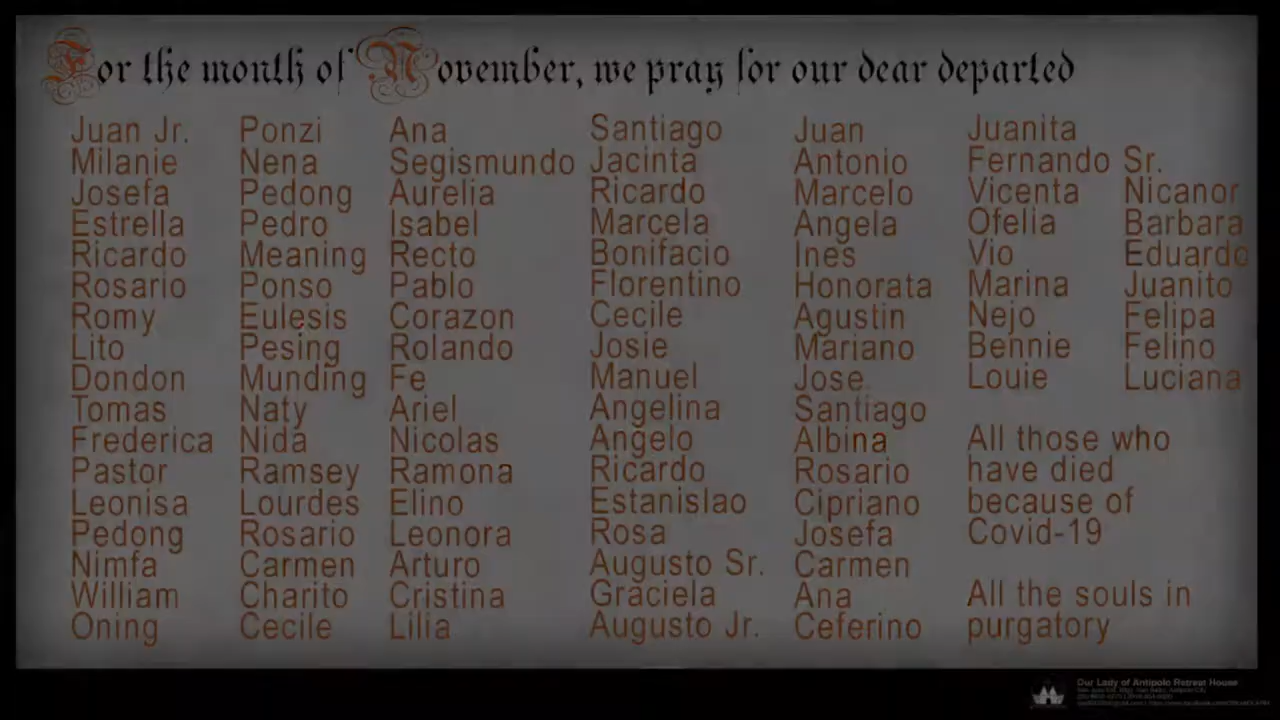 For the month of November, we pray for our dear departed
Juan Jr.
Milanie
Josefa
Estrella
Ricardo
Rosario
Romy
Lito
Dondon
Tomas
Frederica
Pastor
Leonisa
Pedong
Nimfa
William
Oning
Ponzi
Nena
Pedong
Pedro
Meaning
Ponso
Eulesis
Pesing
Munding
Naty
Nida
Ramsey
Lourdes
Rosario
Carmen
Charito
Cecile
Ana
Segismundo
Aurelia
Isabel
Recto
Pablo
Corazon
Rolando
Fe
Ariel
Nicolas
Ramona
Elino
Leonora
Arturo
Cristina
Lilia
Santiago
Jacinta
Ricardo
Marcela
Bonifacio
Florentino
Cecile
Josie
Manuel
Angelina
Angelo
Ricardo
Estanislao
Rosa
Augusto Sr.
Graciela
Augusto Jr.
Juan
Antonio
Marcelo
Angela
Ines
Honorata
Agustin
Mariano
Jose
Santiago
Albina
Rosario
Cipriano
Josefa
Carmen
Ana
Ceferino
Juanita
Fernando Sr.
Vicenta
Ofelia
Vio
Marina
Nejo
Bennie
Louie
Nicanor
Barbara
Eduardo
Juanito
Felipa
Felino
Luciana
All those who
have died
because of
Covid-19
All the souls in
purgatory
Our Lady of Antipolo Retreat House